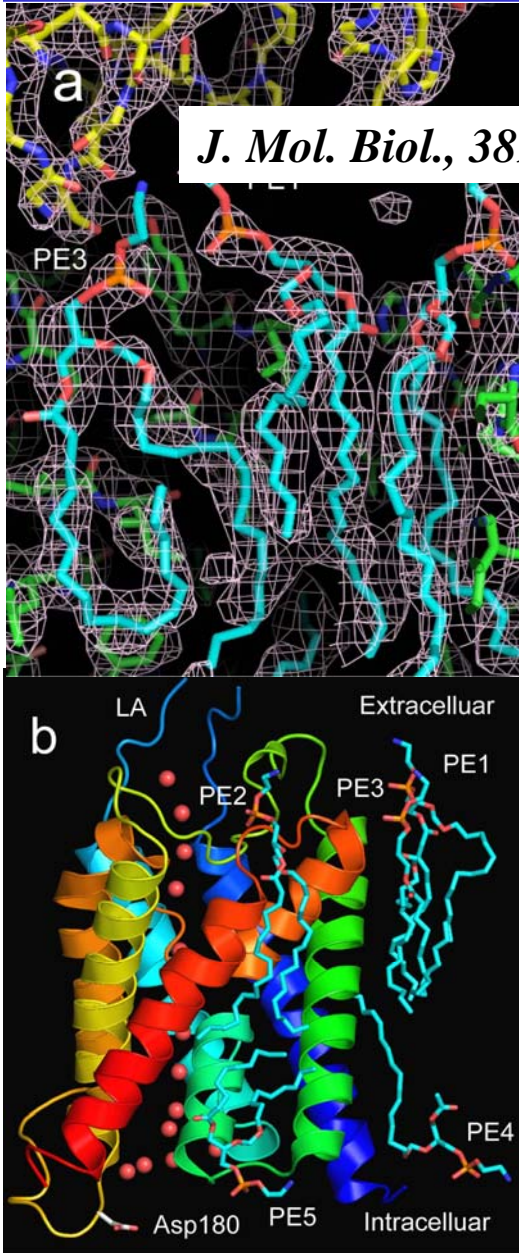 a
J. Mol. Biol., 38
PE3
b
LA
Extracelluar
PE1
PE2
PE3
PE4
Asp180
PE5
Intracelluar